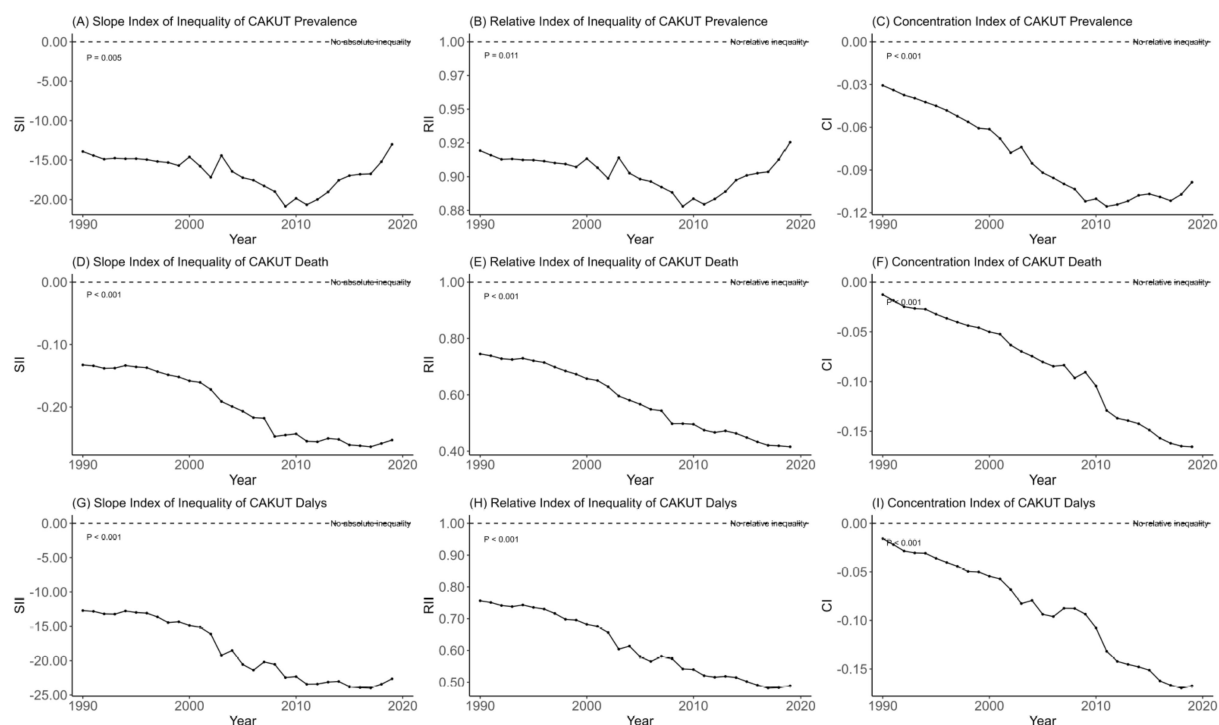 (A) Slope Index of Inequality of CAKUT Prevalence
0.00
No absolute inequality
P = 0.005
-5.00
-10.00
SII
-15.00
-20.00
1990 2000 2010 2020
Year
(B) Relative Index of Inequality of CAKUT Prevalence
1.00
No relative inequality
P = 0.011
0.97
0.95
RII
0.92
0.90
0.88
1990 2000 2010 2020
Year
(C) Concentration Index of CAKUT Prevalence
0.00
No relative inequality
P < 0.001
-0.03
CI
-0.06
-0.09
-0.12
1990 2000 2010 2020
Year
(D) Slope Index of Inequality of CAKUT Death
0.00
No absolute inequality
P < 0.001
SII
-0.10
-0.20
1990 2000 2010 2020
Year
(E) Relative Index of Inequality of CAKUT Death
1.00
No relative inequality
P < 0.001
0.80
RII
0.60
0.40
1990 2000 2010 2020
Year
(F) Concentration Index of CAKUT Death
0.00
No relative inequality
P < 0.001
-0.05
CI
-0.10
-0.15
1990 2000 2010 2020
Year
(G) Slope Index of Inequality of CAKUT Dalys
0.00
No absolute inequality
P < 0.001
-5.00
-10.00
SII
-15.00
-20.00
-25.00
1990 2000 2010 2020
Year
(H) Relative Index of Inequality of CAKUT Dalys
1.00
No relative inequality
P < 0.001
0.90
0.80
RII
0.70
0.60
0.50
1990 2000 2010 2020
Year
(I) Concentration Index of CAKUT Dalys
0.00
No relative inequality
P < 0.001
-0.05
CI
-0.10
-0.15
1990 2000 2010 2020
Year